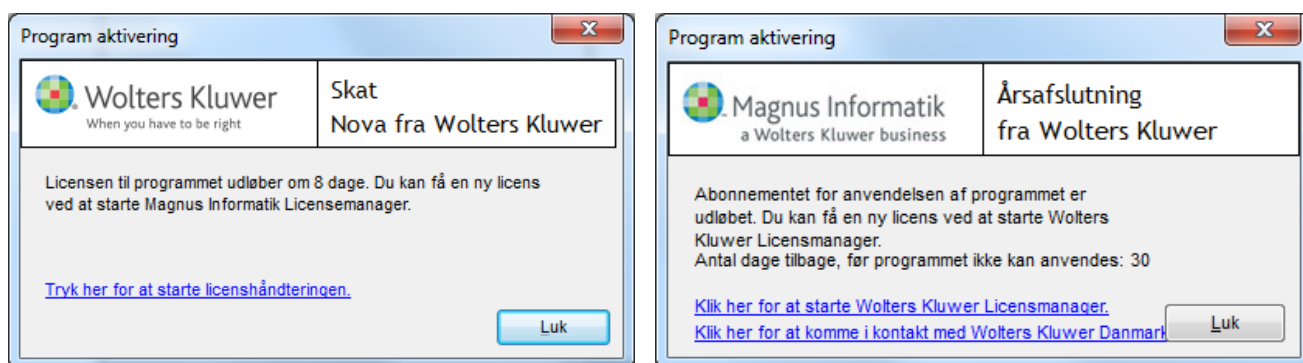 Program aktivering
x
Wolters Kluwer
When you have to be right
Skat
Nova fra Wolters Kluwer
Licensen til programmet udløber om 8 dage. Du kan få en ny licens
ved at starte Magnus Informatik Licensemanager.
Tryk her for at starte licenshåndteringen.
Luk
Program aktivering
x
Magnus Informatik
a Wolters Kluwer business
Årsafslutning
fra Wolters Kluwer
Abonnementet for anvendelsen af programmet er
udløbet. Du kan få en ny licens ved at starte Wolters
Kluwer Licensmanager.
Antal dage tilbage, før programmet ikke kan anvendes: 30
Klik her for at starte Wolters Kluwer Licensmanager.
Klik her for at komme i kontakt med Wolters Kluwer Danmark
Luk